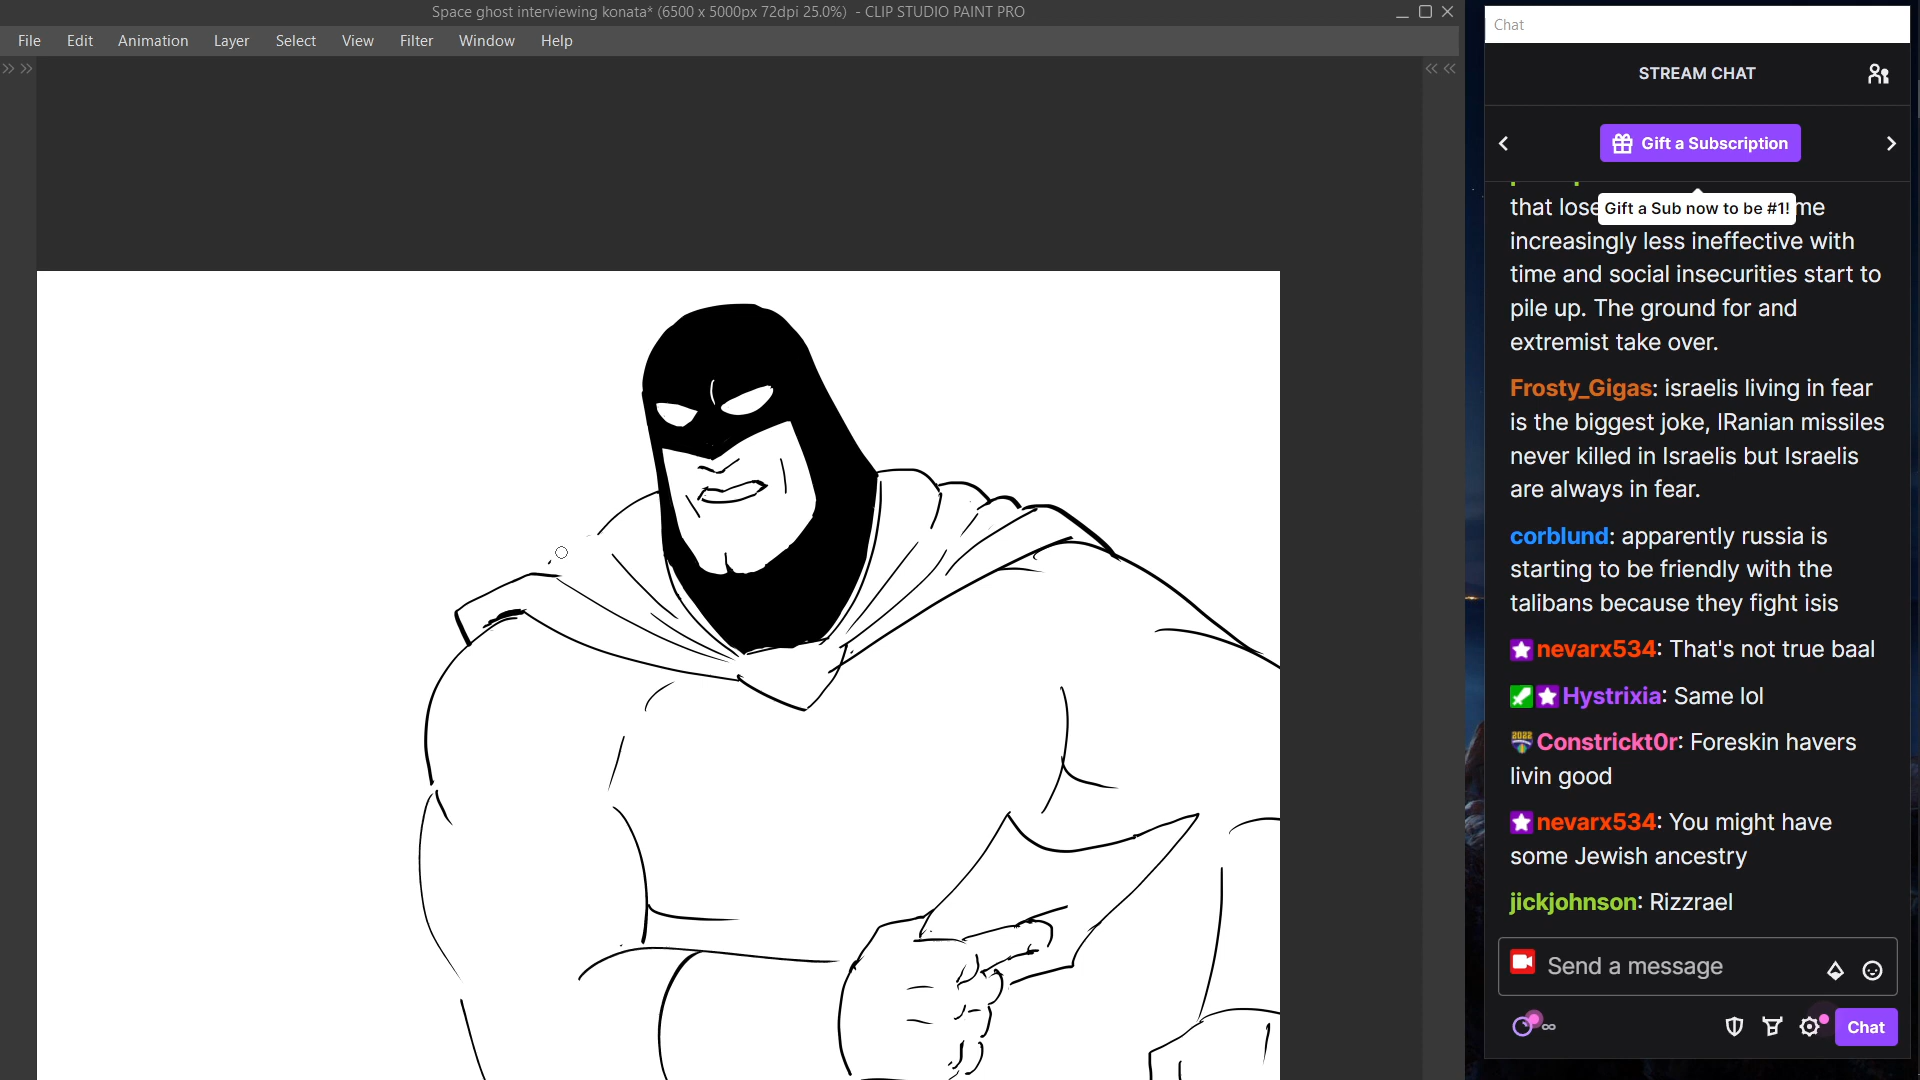 Space ghost interviewing konata* (6500 x 5000px 72dpi 25.0%) - CLIP STUDIO PAINT PRO
File Edit Animation Layer Select View Filter Window Help
Chat
STREAM CHAT
Gift a Subscription
Gift a Sub now to be #1!
that lose me
increasingly less ineffective with
time and social insecurities start to
pile up. The ground for and
extremist take over.
Frosty_Gigas: israelis living in fear
is the biggest joke, IRanian missiles
never killed in Israelis but Israelis
are always in fear.
corblund: apparently russia is
starting to be friendly with the
talibans because they fight isis
nevarx534: That's not true baal
Hystrixia: Same lol
2022
Constrickt0r: Foreskin havers
livin good
nevarx534: You might have
some Jewish ancestry
jickjohnson: Rizzrael
Send a message
Chat